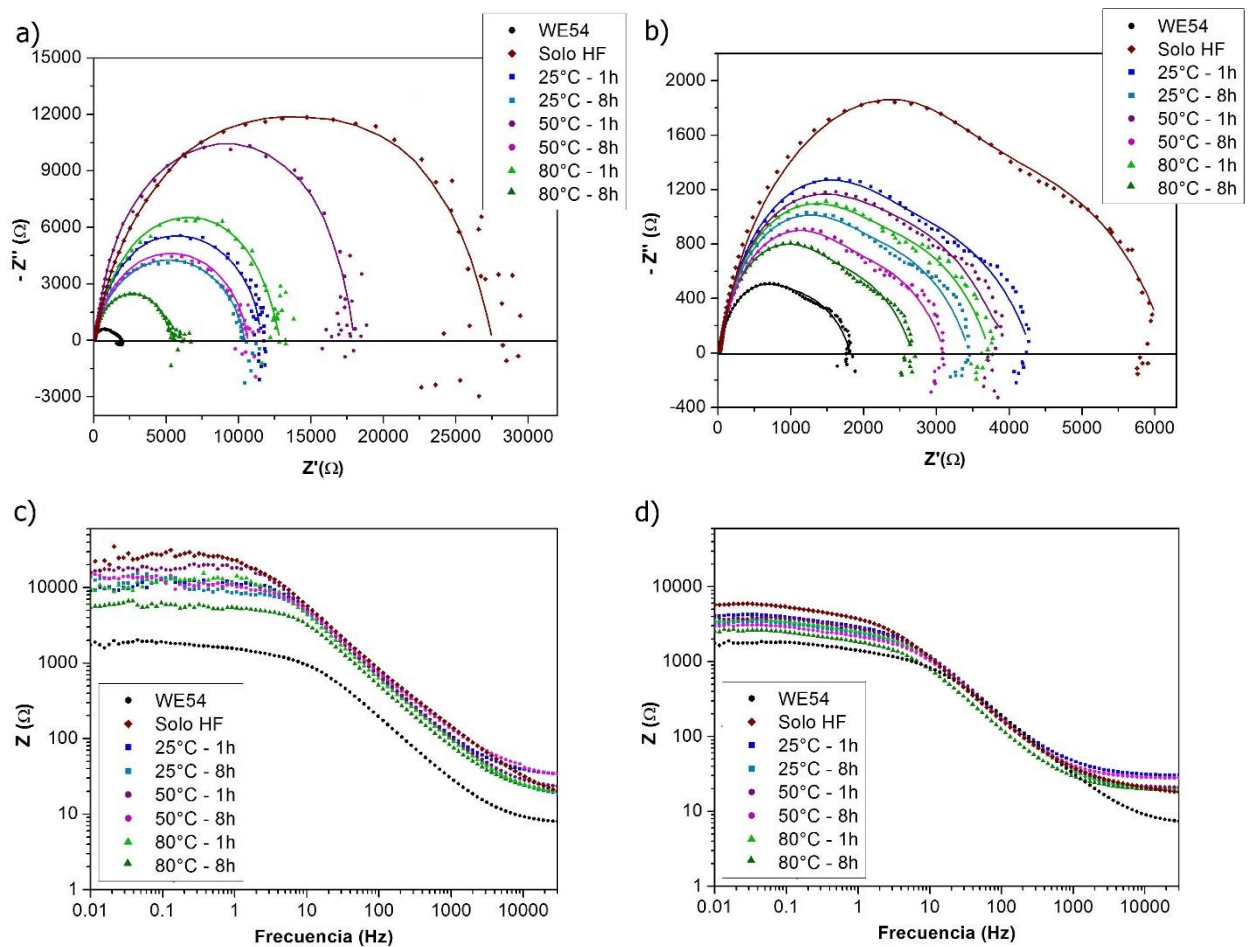 a)
WE54
Solo HF
25°C - 1h
25°C - 8h
50°C - 1h
50°C - 8h
80°C - 1h
80°C - 8h
15000
12000
9000
6000
3000
0
-3000
- Z'' (Ω)
0
5000
10000
15000
20000
25000
30000
Z'(Ω)
b)
WE54
Solo HF
25°C - 1h
25°C - 8h
50°C - 1h
50°C - 8h
80°C - 1h
80°C - 8h
2000
1600
1200
800
400
0
-400
- Z'' (Ω)
0
1000
2000
3000
4000
5000
6000
Z'(Ω)
c)
10000
1000
100
10
1
Z (Ω)
WE54
Solo HF
25°C - 1h
25°C - 8h
50°C - 1h
50°C - 8h
80°C - 1h
80°C - 8h
0.01
0.1
1
10
100
1000
10000
Frecuencia (Hz)
d)
10000
1000
100
10
1
Z (Ω)
WE54
Solo HF
25°C - 1h
25°C - 8h
50°C - 1h
50°C - 8h
80°C - 1h
80°C - 8h
0.01
0.1
1
10
100
1000
10000
Frecuencia (Hz)